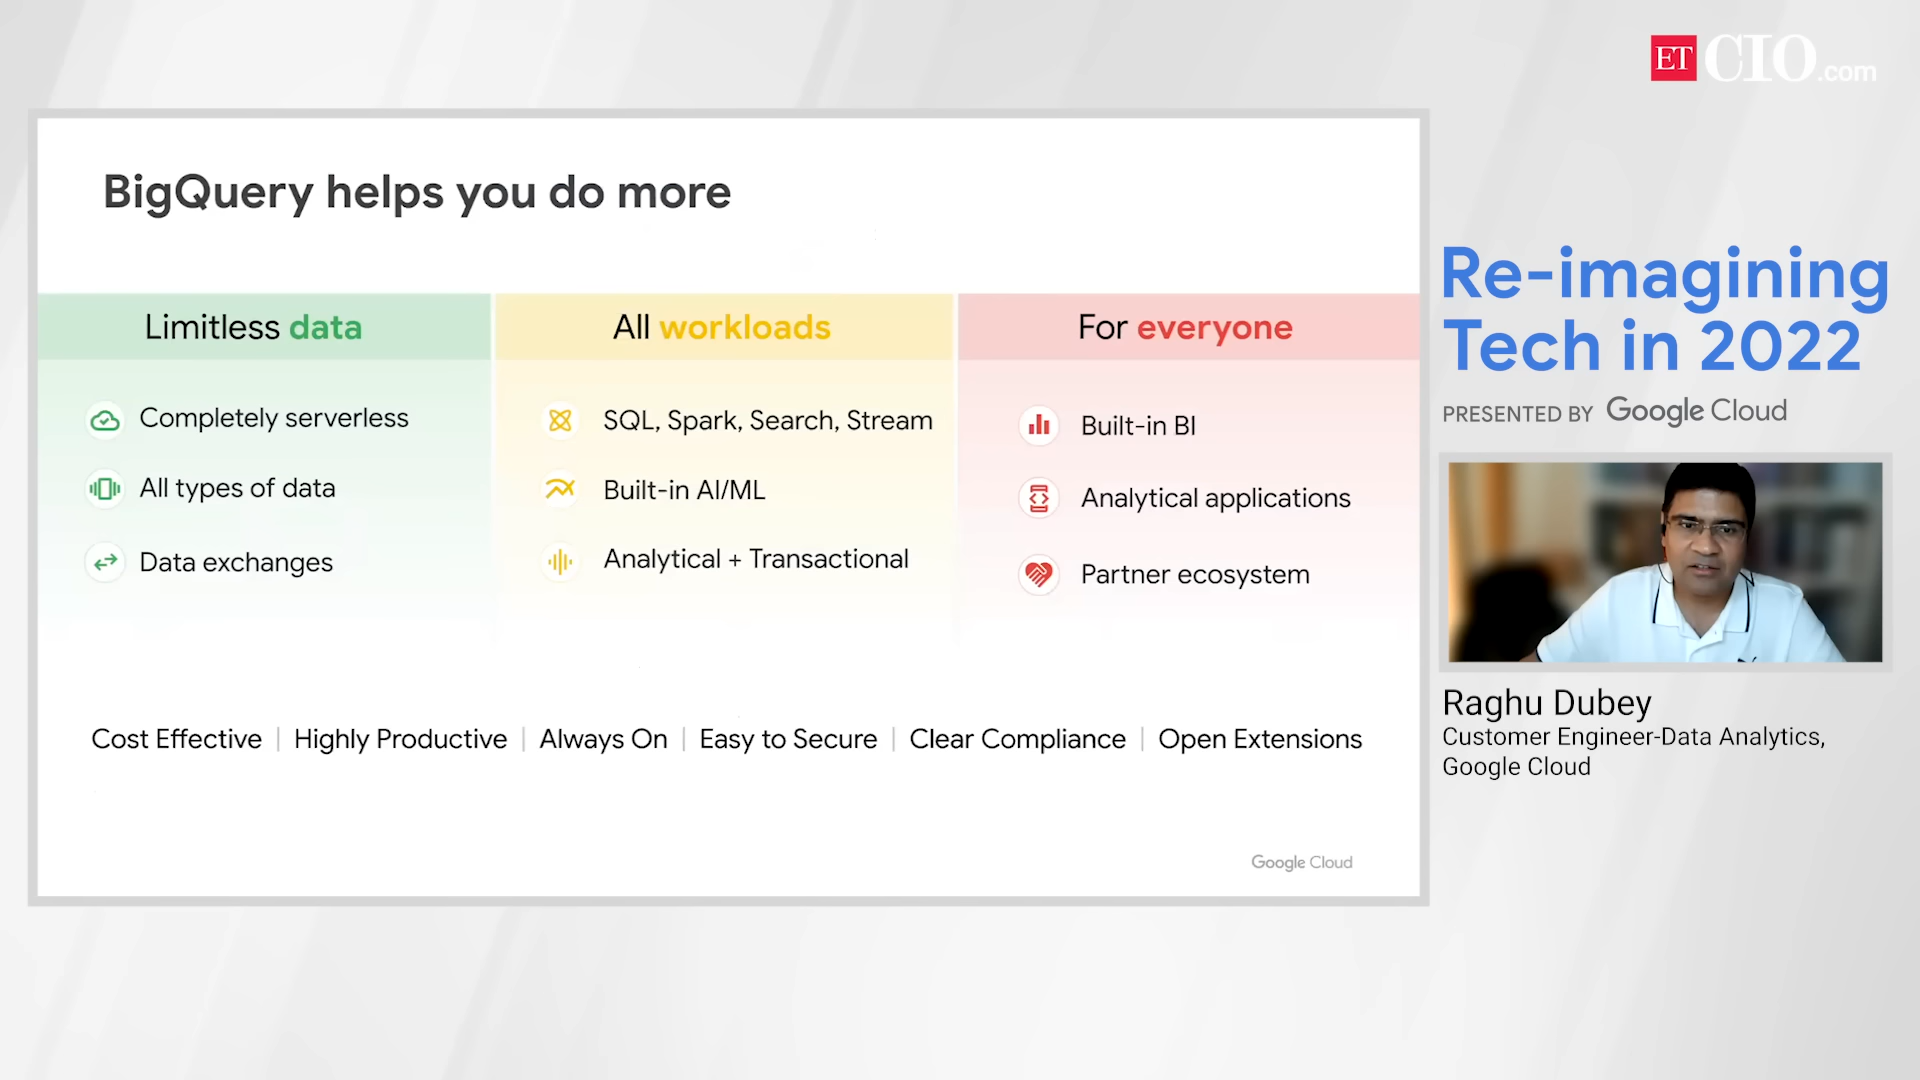 ET CIO.com
BigQuery helps you do more
Limitless data
Completely serverless
All types of data
Data exchanges
All workloads
SQL, Spark, Search, Stream
Built-in AI/ML
Analytical + Transactional
For everyone
Built-in BI
Analytical applications
Partner ecosystem
Cost Effective | Highly Productive | Always On | Easy to Secure | Clear Compliance | Open Extensions
Google Cloud
Re-imagining
Tech in 2022
PRESENTED BY Google Cloud
Raghu Dubey
Customer Engineer-Data Analytics,
Google Cloud